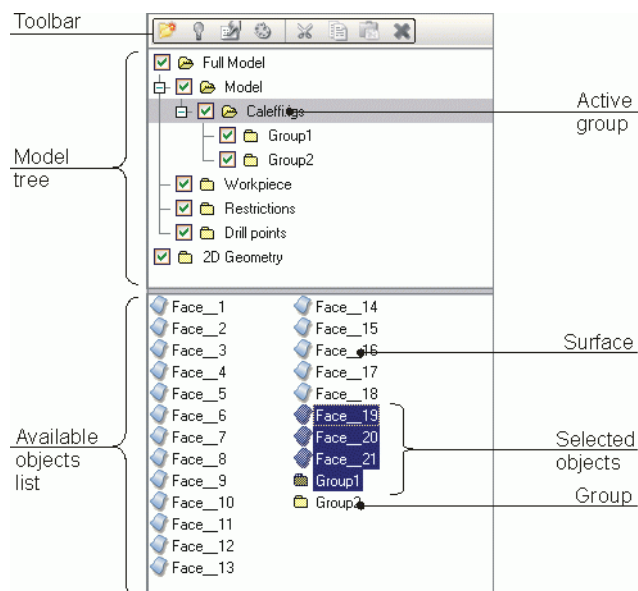 Toolbar
Full Model
Model
Caleffi.igs
Group1
Group2
Workpiece
Restrictions
Drill points
2D Geometry
Model
tree
Active
group
Face__1
Face__2
Face__3
Face__4
Face__5
Face__6
Face__7
Face__8
Face__9
Face__10
Face__11
Face__12
Face__13
Face__14
Face__15
Face__16
Face__17
Face__18
Face__19
Face__20
Face__21
Group1
Group2
Available
objects
list
Surface
Selected
objects
Group